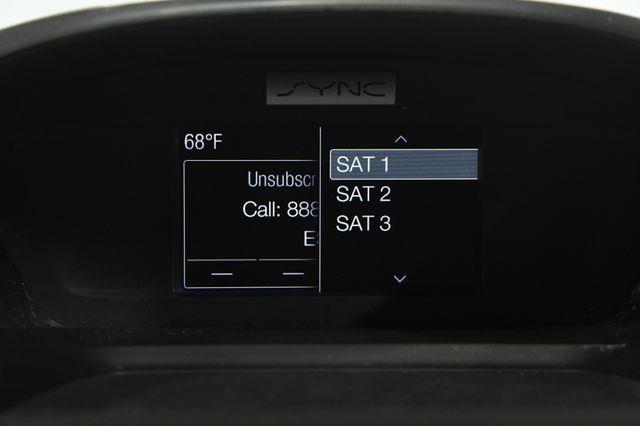 SYNC
68°F
Unsubscr
Call: 888
E
SAT 1
SAT 2
SAT 3